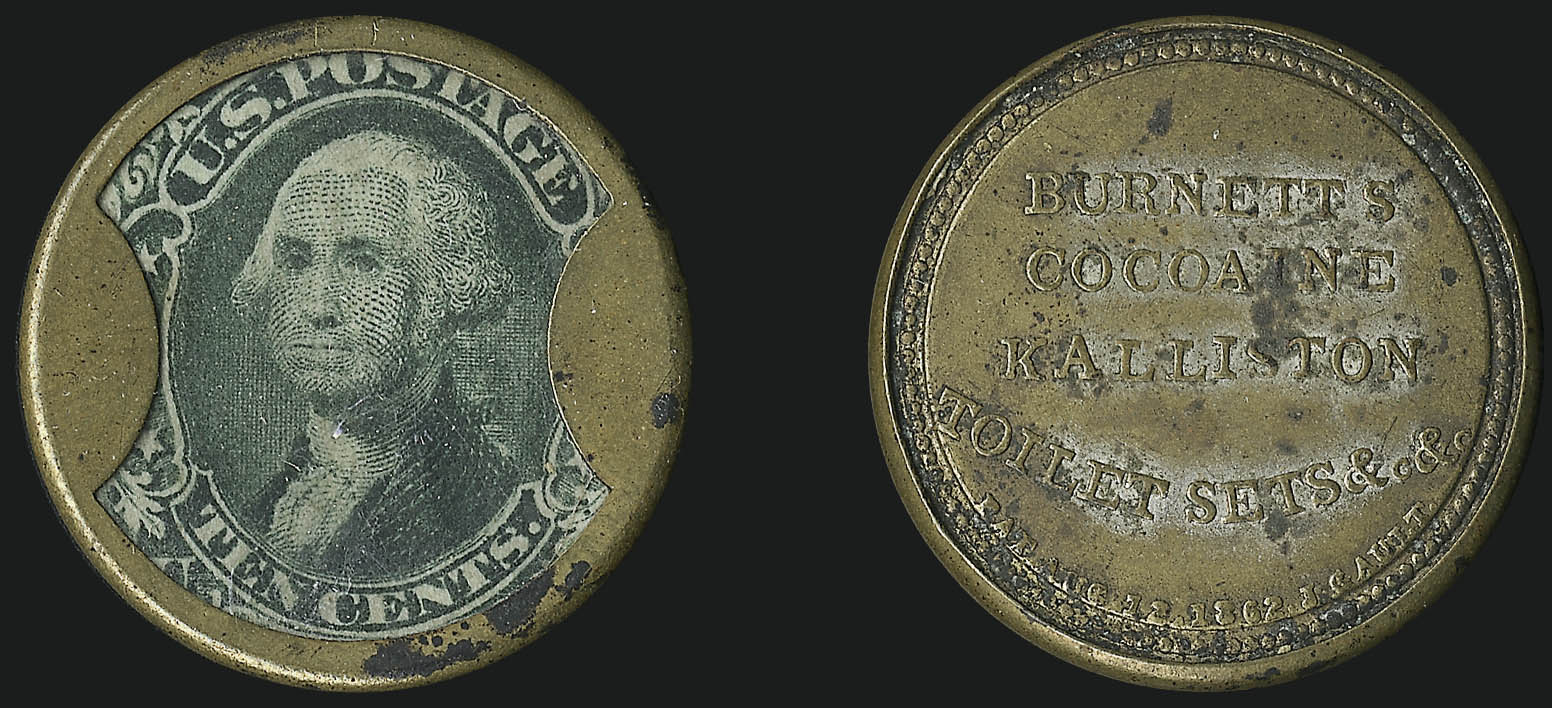 U.S. POSTAGE
TEN CENTS.
BURNETT'S
COCOAINE
KALLISTON
TOILET SETS &c. &c
PAT. AUG. 12. 1862. J. GAULT.